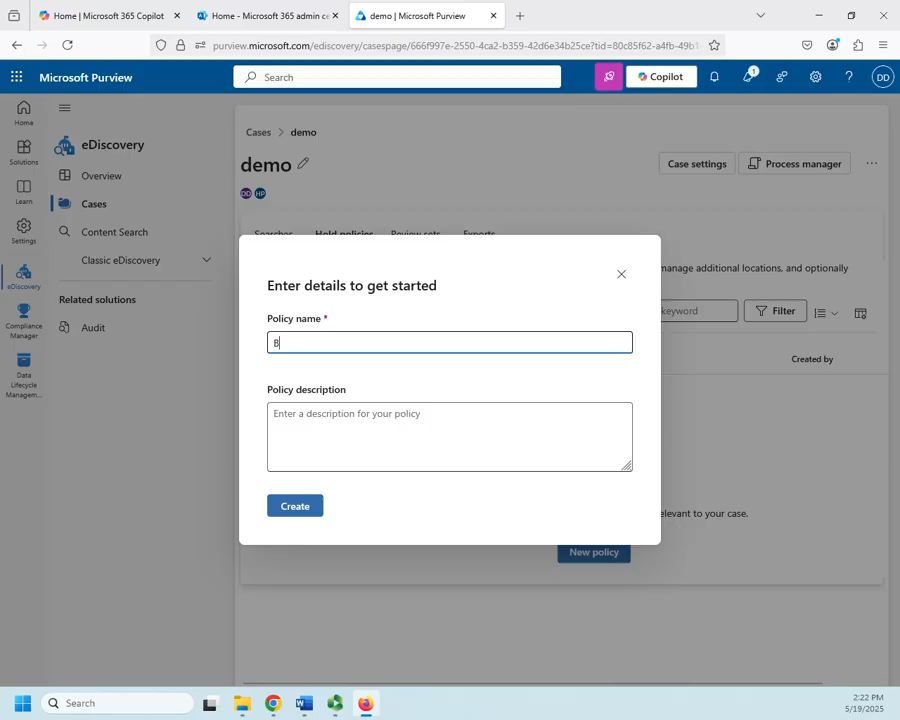 Home | Microsoft 365 Copilot
Home - Microsoft 365 admin ce
demo | Microsoft Purview
purview.microsoft.com/ediscovery/casespage/666f997e-2550-4ca2-b359-42d6e34b25ce?tid=80c85f62-a4fb-49b1-
Microsoft Purview
Search
Copilot
1
DD
Home
Solutions
Learn
Settings
eDiscovery
Compliance Manager
Data Lifecycle Managem...
eDiscovery
Overview
Cases
Content Search
Classic eDiscovery
Related solutions
Audit
Cases > demo
demo
Case settings
Process manager
DD HP
Searches
Hold policies
Review sets
Exports
manage additional locations, and optionally
keyword
Filter
Created by
elevant to your case.
New policy
Enter details to get started
Policy name *
B
Policy description
Enter a description for your policy
Create
Search
2:22 PM
5/19/2025